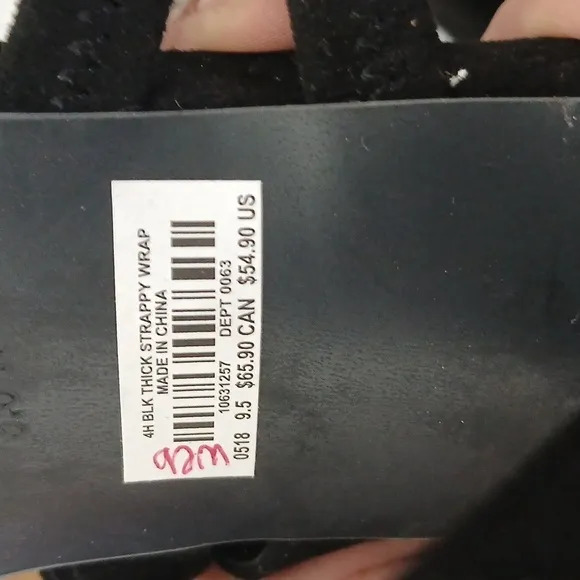 4H BLK THICK STRAPPY WRAP
MADE IN CHINA
10631257 DEPT 0063
0518 9.5 $65.90 CAN $54.90 US
web